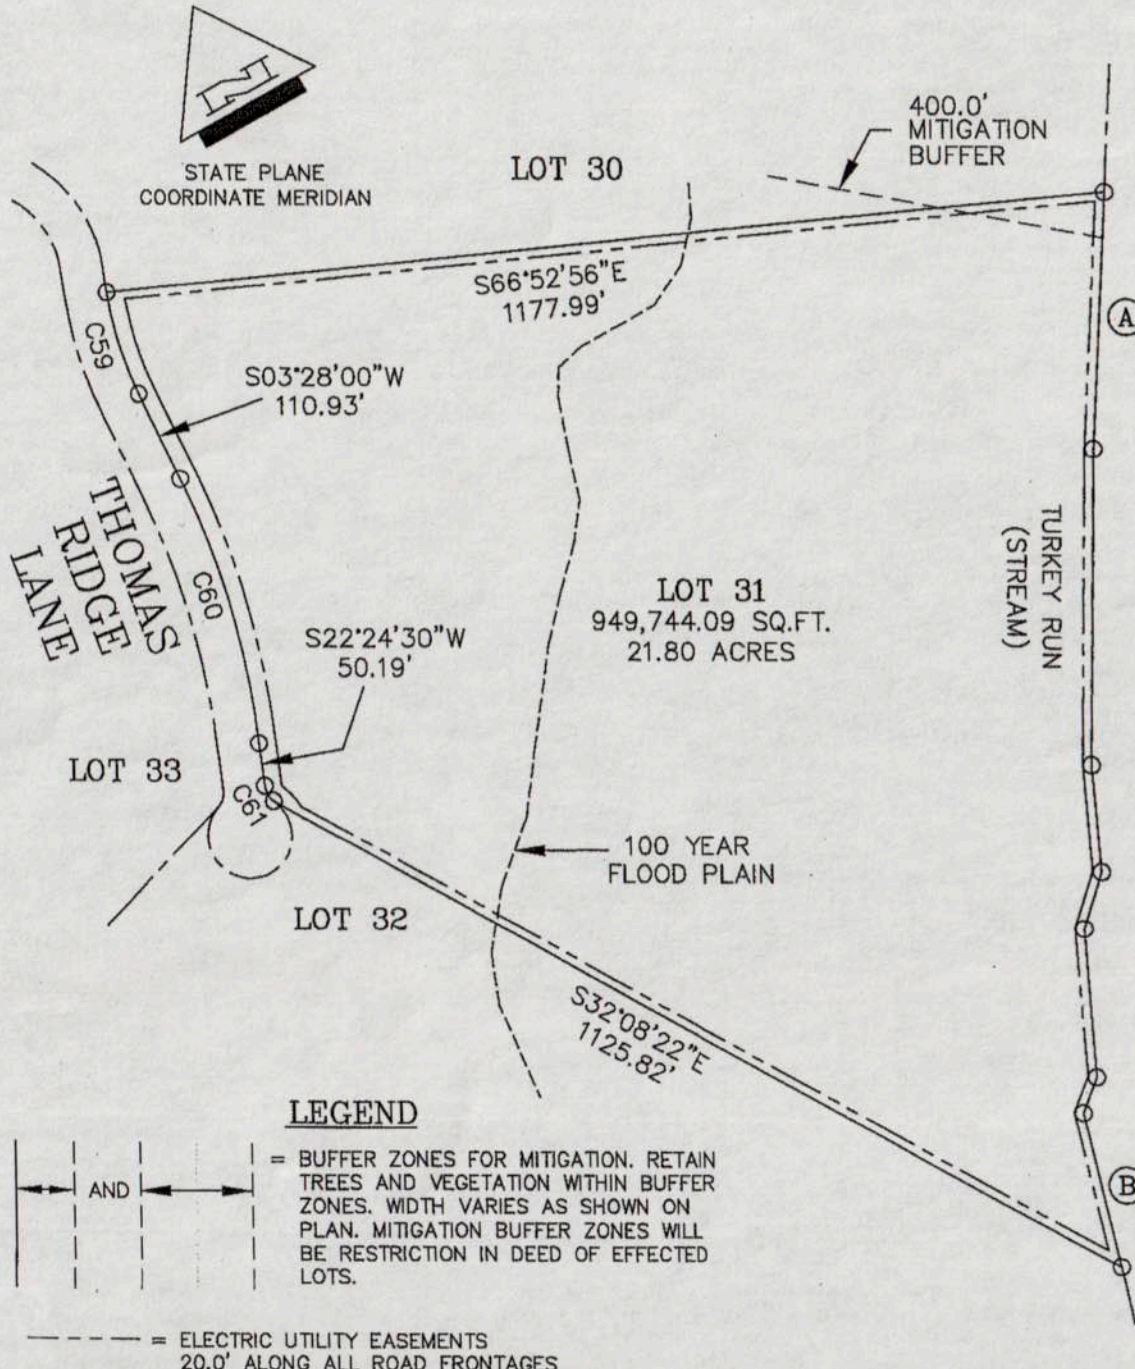 N
STATE PLANE
COORDINATE MERIDIAN
LOT 30
400.0'
MITIGATION
BUFFER
S66°52'56"E
1177.99'
A
C59
S03°28'00"W
110.93'
THOMAS
RIDGE
LANE
C60
TURKEY RUN
(STREAM)
LOT 31
949,744.09 SQ.FT.
21.80 ACRES
S22°24'30"W
50.19'
LOT 33
C61
100 YEAR
FLOOD PLAIN
LOT 32
S32°08'22"E
1125.82'
B
LEGEND
AND
= BUFFER ZONES FOR MITIGATION. RETAIN
TREES AND VEGETATION WITHIN BUFFER
ZONES. WIDTH VARIES AS SHOWN ON
PLAN. MITIGATION BUFFER ZONES WILL
BE RESTRICTION IN DEED OF EFFECTED
LOTS.
= ELECTRIC UTILITY EASEMENTS
20.0' ALONG ALL ROAD FRONTAGES